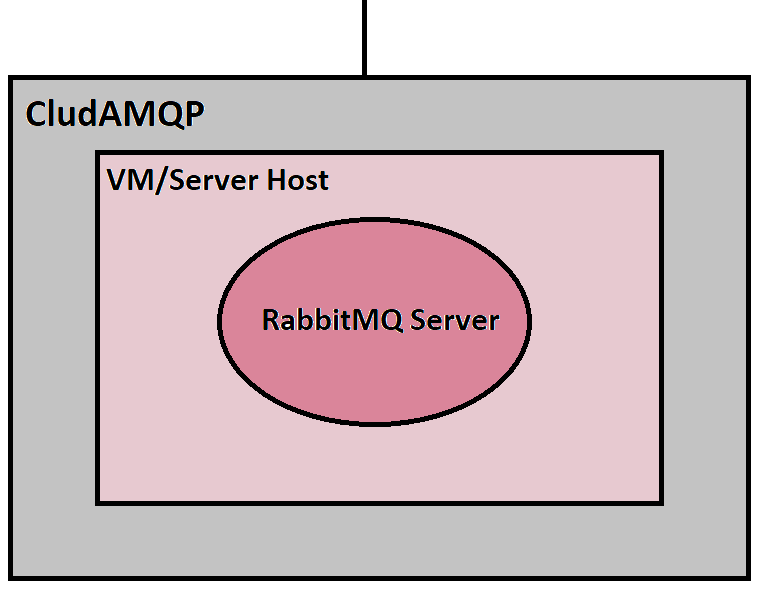 CludAMQP
VM/Server Host
RabbitMQ Server